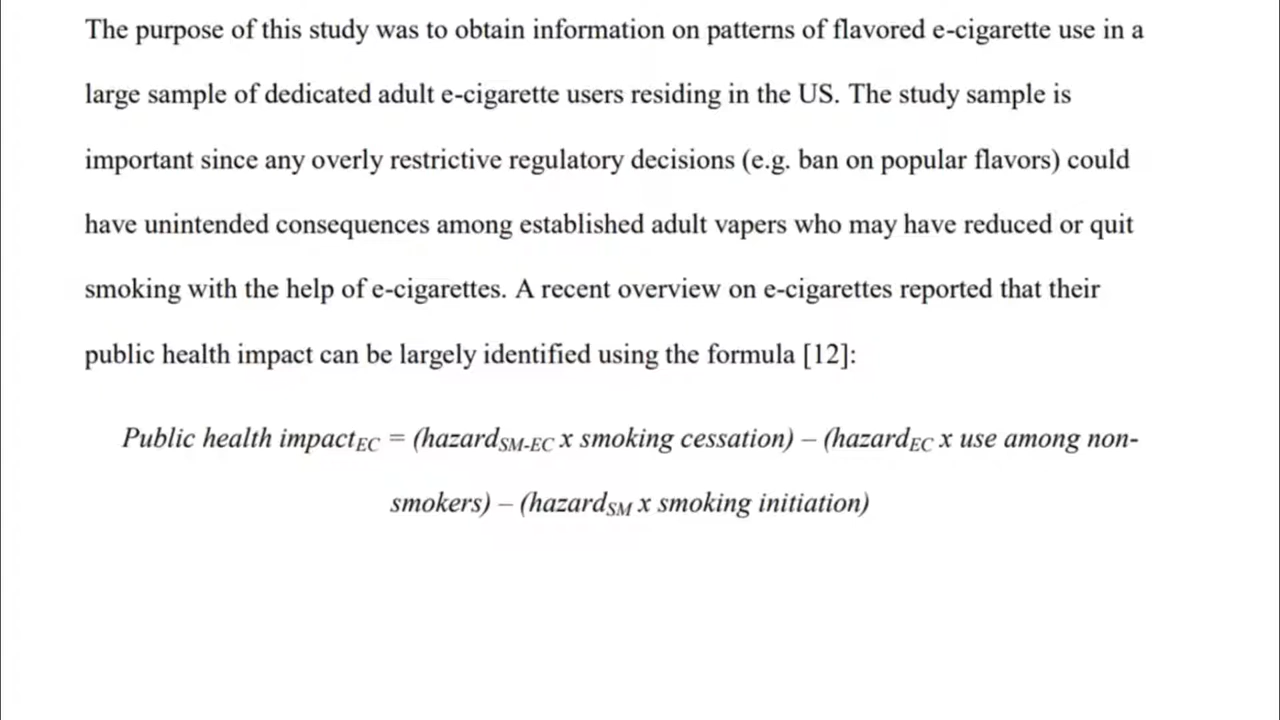 The purpose of this study was to obtain information on patterns of flavored e-cigarette use in a
large sample of dedicated adult e-cigarette users residing in the US. The study sample is
important since any overly restrictive regulatory decisions (e.g. ban on popular flavors) could
have unintended consequences among established adult vapers who may have reduced or quit
smoking with the help of e-cigarettes. A recent overview on e-cigarettes reported that their
public health impact can be largely identified using the formula [12]:
Public health impactEC = (hazardSM-EC x smoking cessation) – (hazardEC x use among non-
smokers) – (hazardSM x smoking initiation)